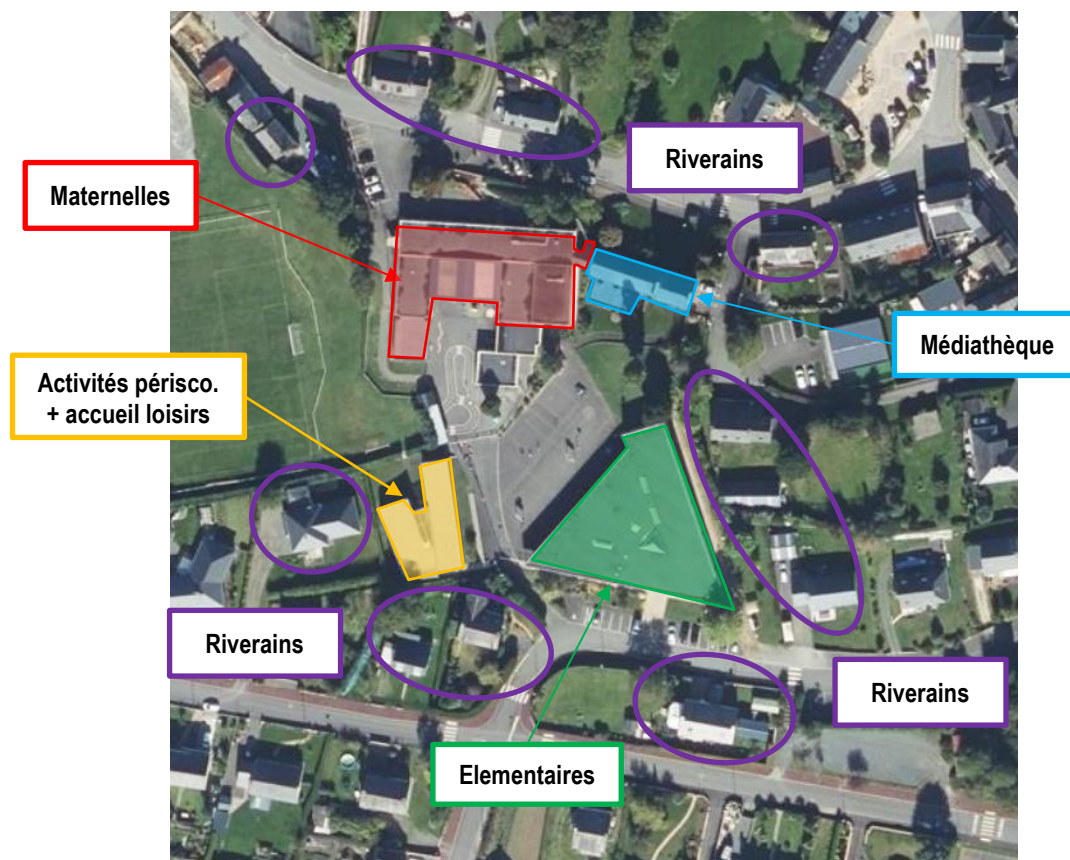 Riverains
Maternelles
Médiathèque
Activités périsco.
+ accueil loisirs
Riverains
Riverains
Elementaires